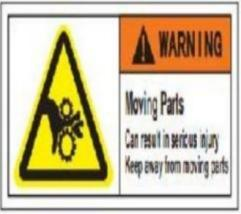 WARNING
Moving Parts
Can result in serious injury
Keep away from moving parts